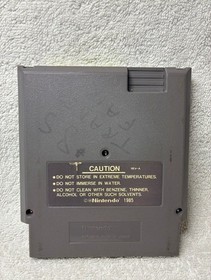 CAUTION
REV-A
• DO NOT STORE IN EXTREME TEMPERATURES.
• DO NOT IMMERSE IN WATER.
• DO NOT CLEAN WITH BENZENE, THINNER,
ALCOHOL OR OTHER SUCH SOLVENTS.
©Nintendo 1985